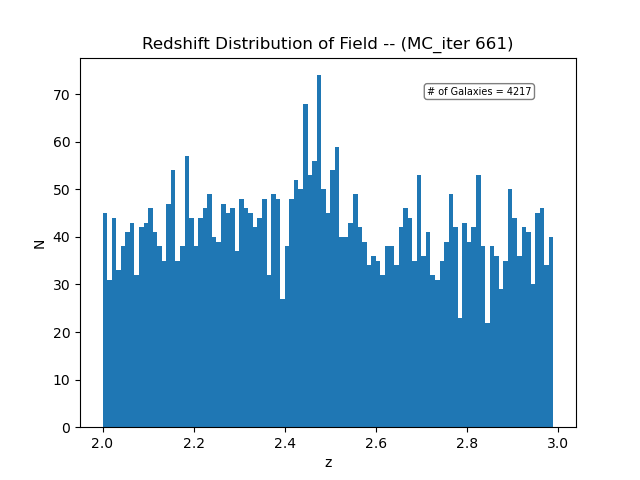 Redshift Distribution of Field -- (MC_iter 661)
# of Galaxies = 4217
70
60
50
40
30
20
10
0
N
2.0 2.2 2.4 2.6 2.8 3.0
z